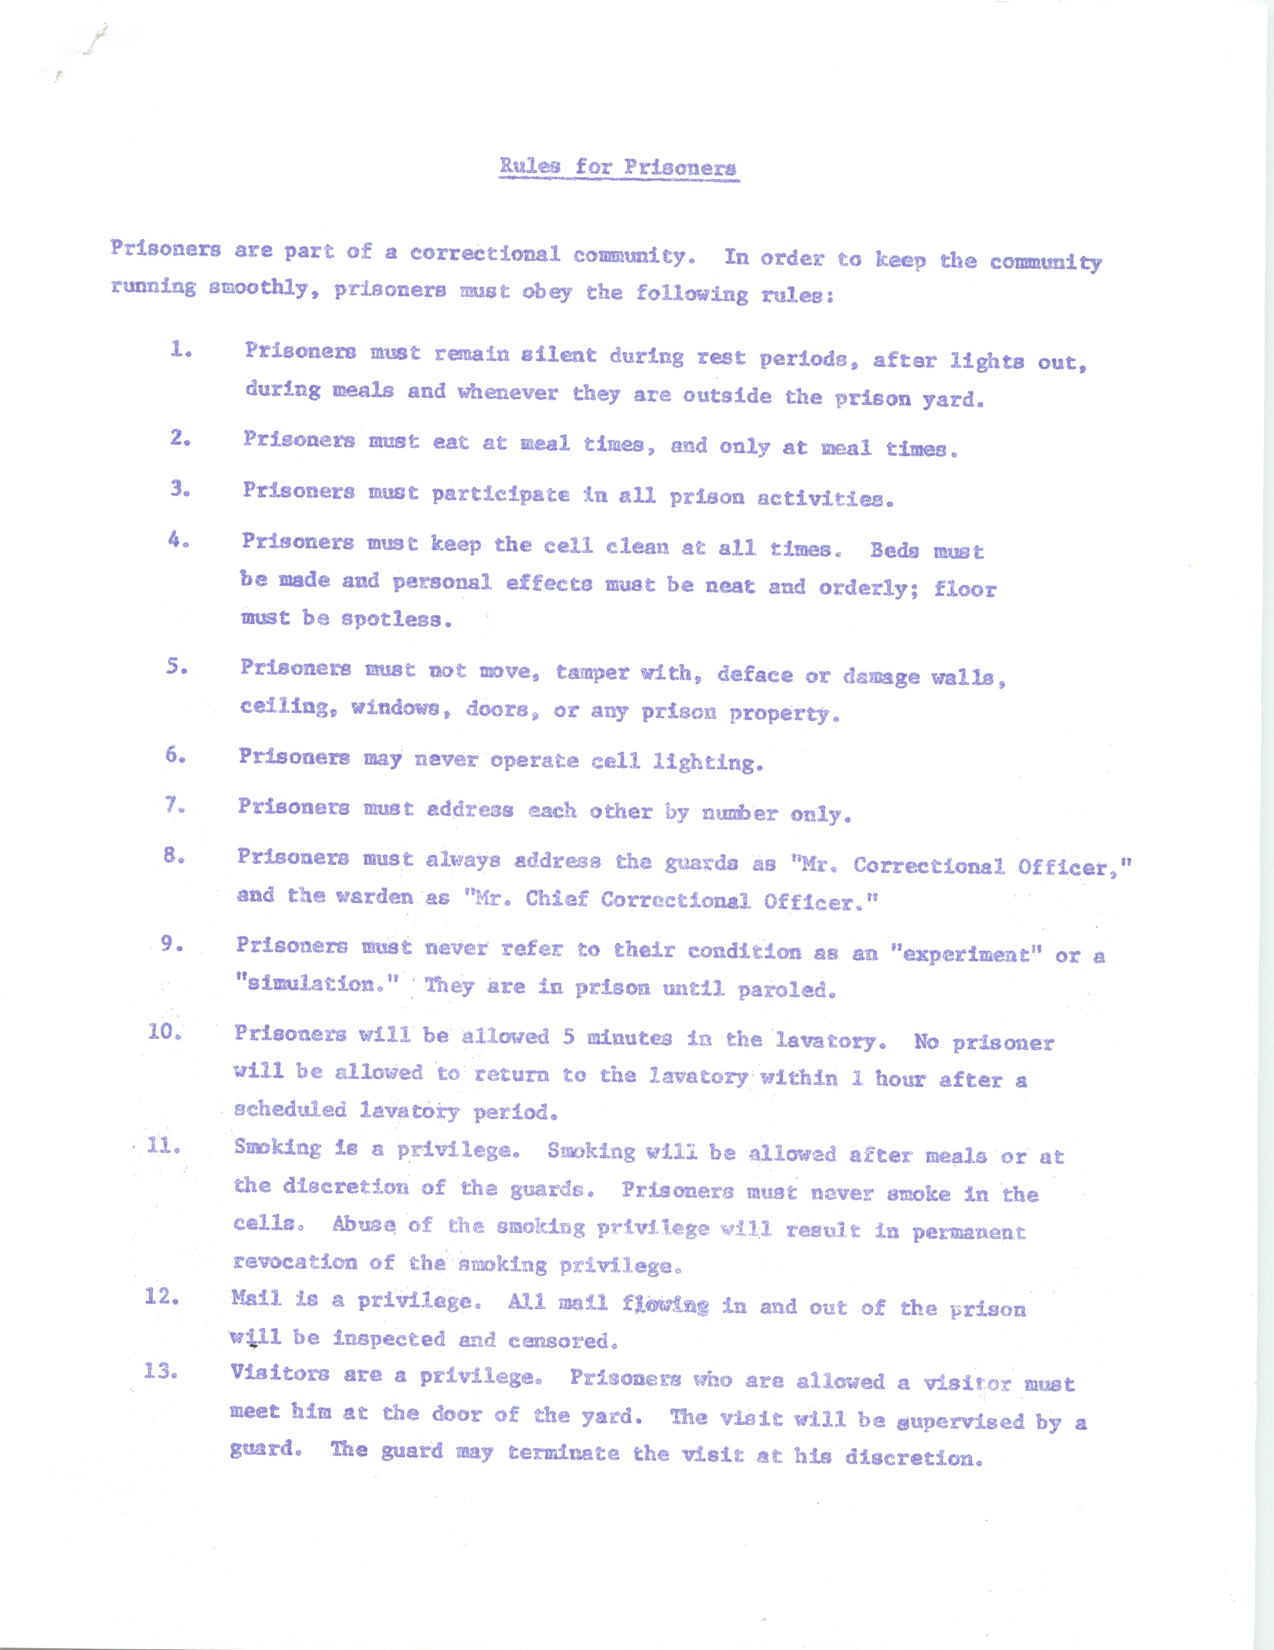 Rules for Prisoners
Prisoners are part of a correctional community. In order to keep the community
running smoothly, prisoners must obey the following rules:
1. Prisoners must remain silent during rest periods, after lights out,
during meals and whenever they are outside the prison yard.
2. Prisoners must eat at meal times, and only at meal times.
3. Prisoners must participate in all prison activities.
4. Prisoners must keep the cell clean at all times. Beds must
be made and personal effects must be neat and orderly; floor
must be spotless.
5. Prisoners must not move, tamper with, deface or damage walls,
ceiling, windows, doors, or any prison property.
6. Prisoners may never operate cell lighting.
7. Prisoners must address each other by number only.
8. Prisoners must always address the guards as "Mr. Correctional Officer,"
and the warden as "Mr. Chief Correctional Officer."
9. Prisoners must never refer to their condition as an "experiment" or a
"simulation." They are in prison until paroled.
10. Prisoners will be allowed 5 minutes in the lavatory. No prisoner
will be allowed to return to the lavatory within 1 hour after a
scheduled lavatory period.
11. Smoking is a privilege. Smoking will be allowed after meals or at
the discretion of the guards. Prisoners must never smoke in the
cells. Abuse of the smoking privilege will result in permanent
revocation of the smoking privilege.
12. Mail is a privilege. All mail flowing in and out of the prison
will be inspected and censored.
13. Visitors are a privilege. Prisoners who are allowed a visitor must
meet him at the door of the yard. The visit will be supervised by a
guard. The guard may terminate the visit at his discretion.